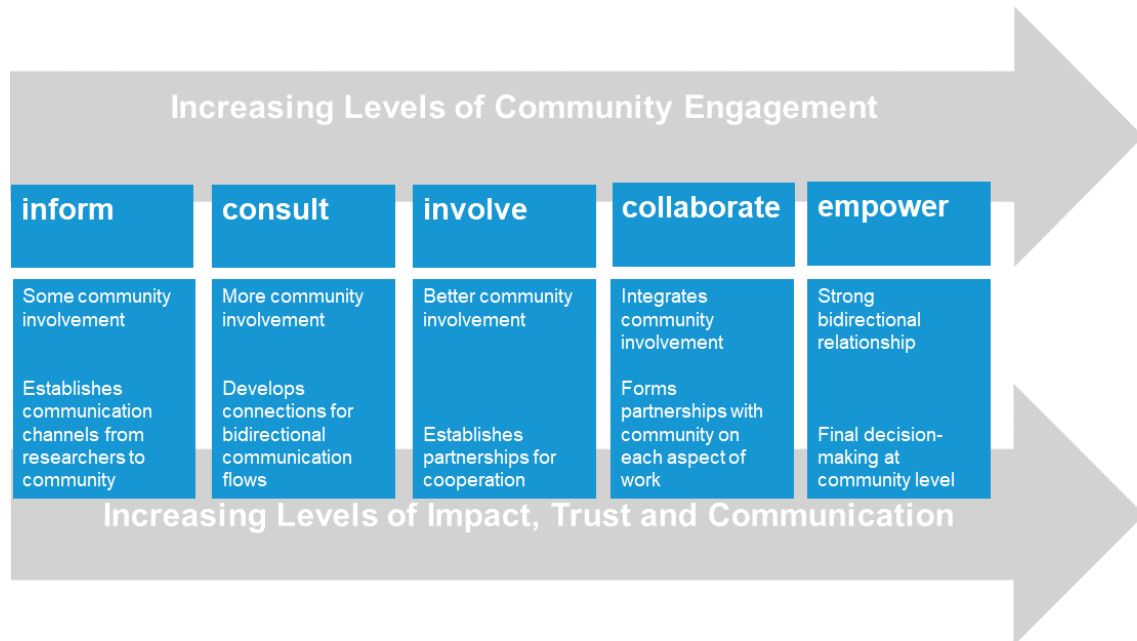 Increasing Levels of Community Engagement
inform
consult
involve
collaborate
empower
Some community
involvement
Establishes
communication
channels from
researchers to
community
More community
involvement
Develops
connections for
bidirectional
communication
flows
Better community
involvement
Establishes
partnerships for
cooperation
Integrates
community
involvement
Forms
partnerships with
community on
each aspect of
work
Strong
bidirectional
relationship
Final decision-
making at
community level
Increasing Levels of Impact, Trust and Communication